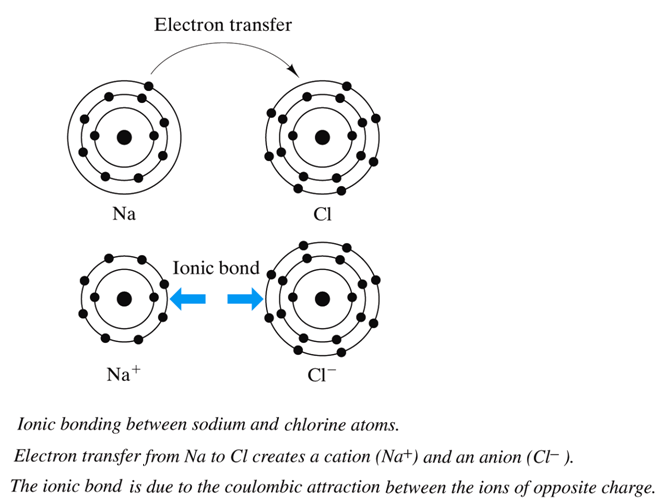 Electron transfer
Na
Cl
Ionic bond
Na+
Cl−
Ionic bonding between sodium and chlorine atoms.
Electron transfer from Na to Cl creates a cation (Na+) and an anion (Cl− ).
The ionic bond is due to the coulombic attraction between the ions of opposite charge.